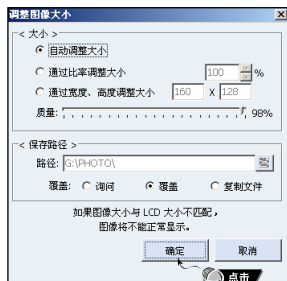 调整图像大小
< 大小 >
自动调整大小
通过比率调整大小 100 %
通过宽度、高度调整大小 160 X 128
质量: 98%
< 保存路径 >
路径: G:\PHOTO\
覆盖: 询问 覆盖 复制文件
如果图像大小与 LCD 大小不匹配，
图像将不能正常显示。
确定 取消
点击